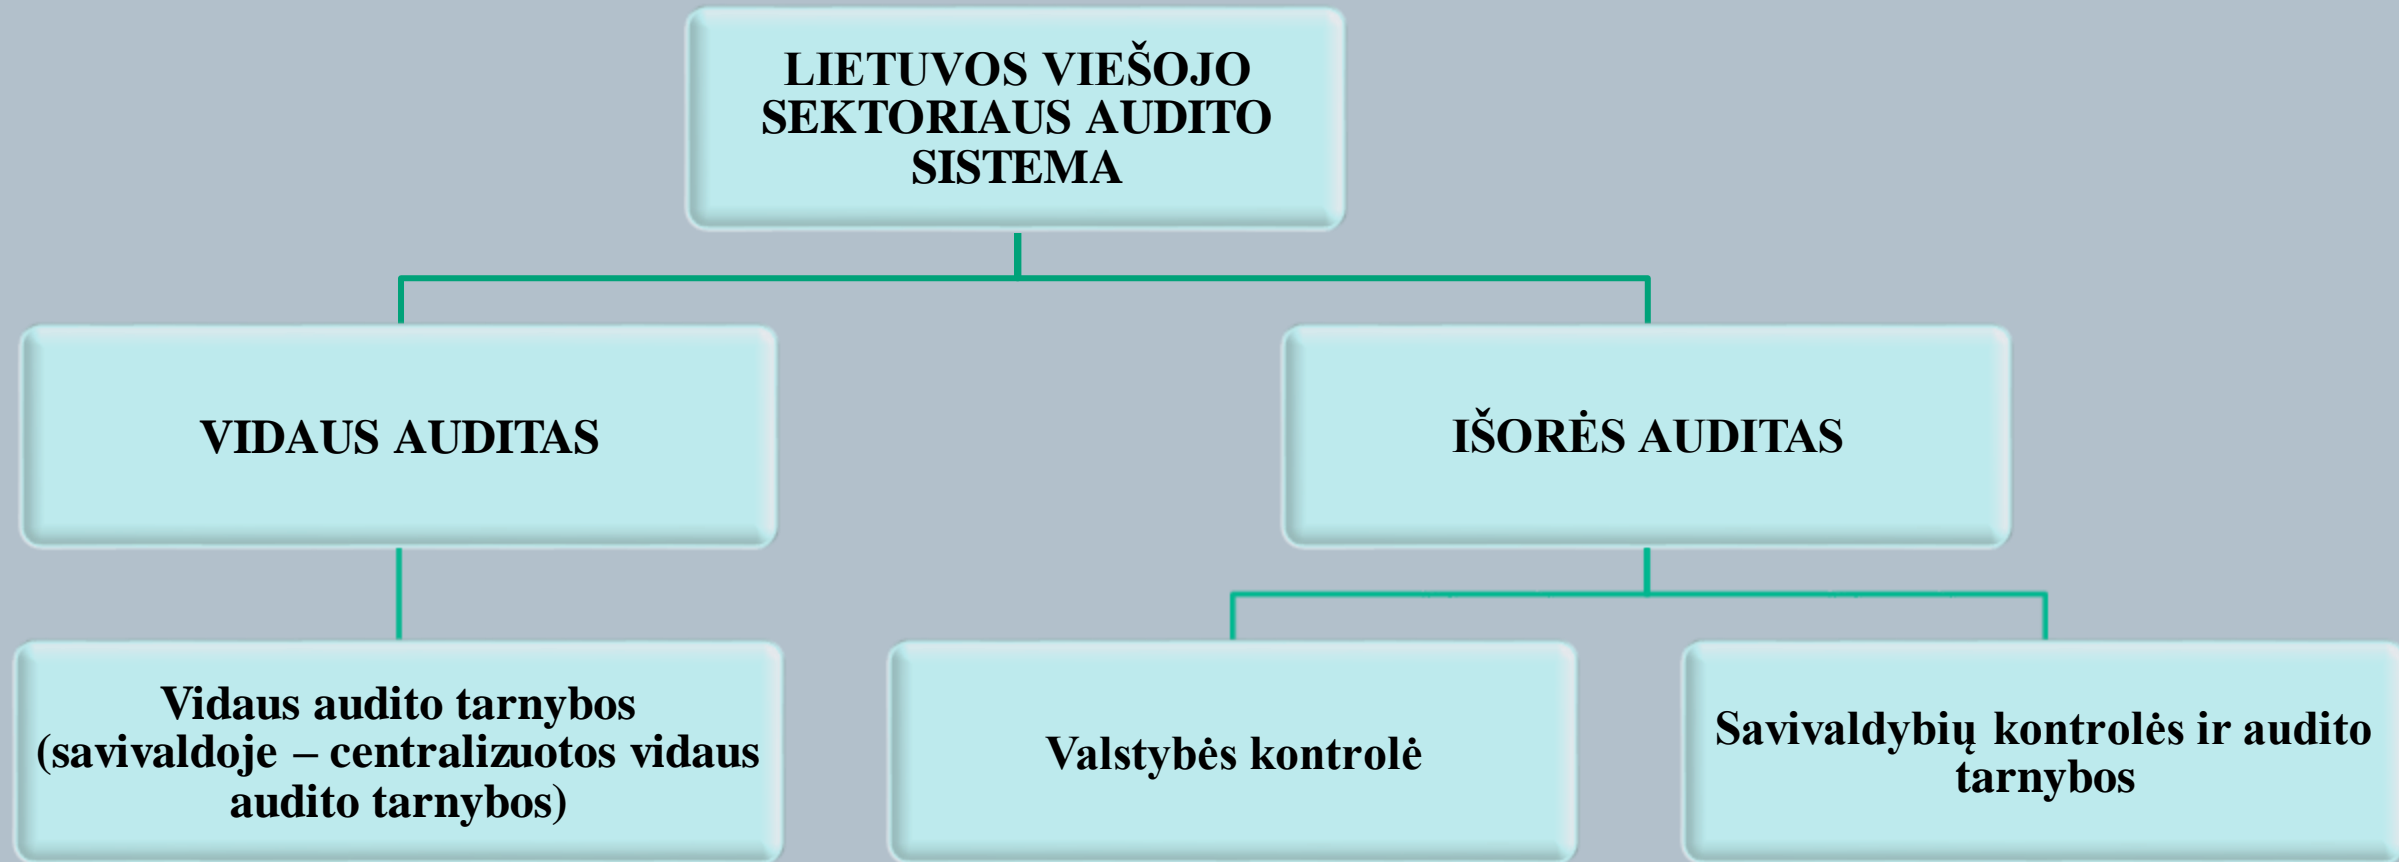 LIETUVOS VIEŠOJO
SEKTORIAUS AUDITO
SISTEMA
VIDAUS AUDITAS
IŠORĖS AUDITAS
Vidaus audito tarnybos
(savivaldoje – centralizuotos vidaus
audito tarnybos)
Valstybės kontrolė
Savivaldybių kontrolės ir audito
tarnybos